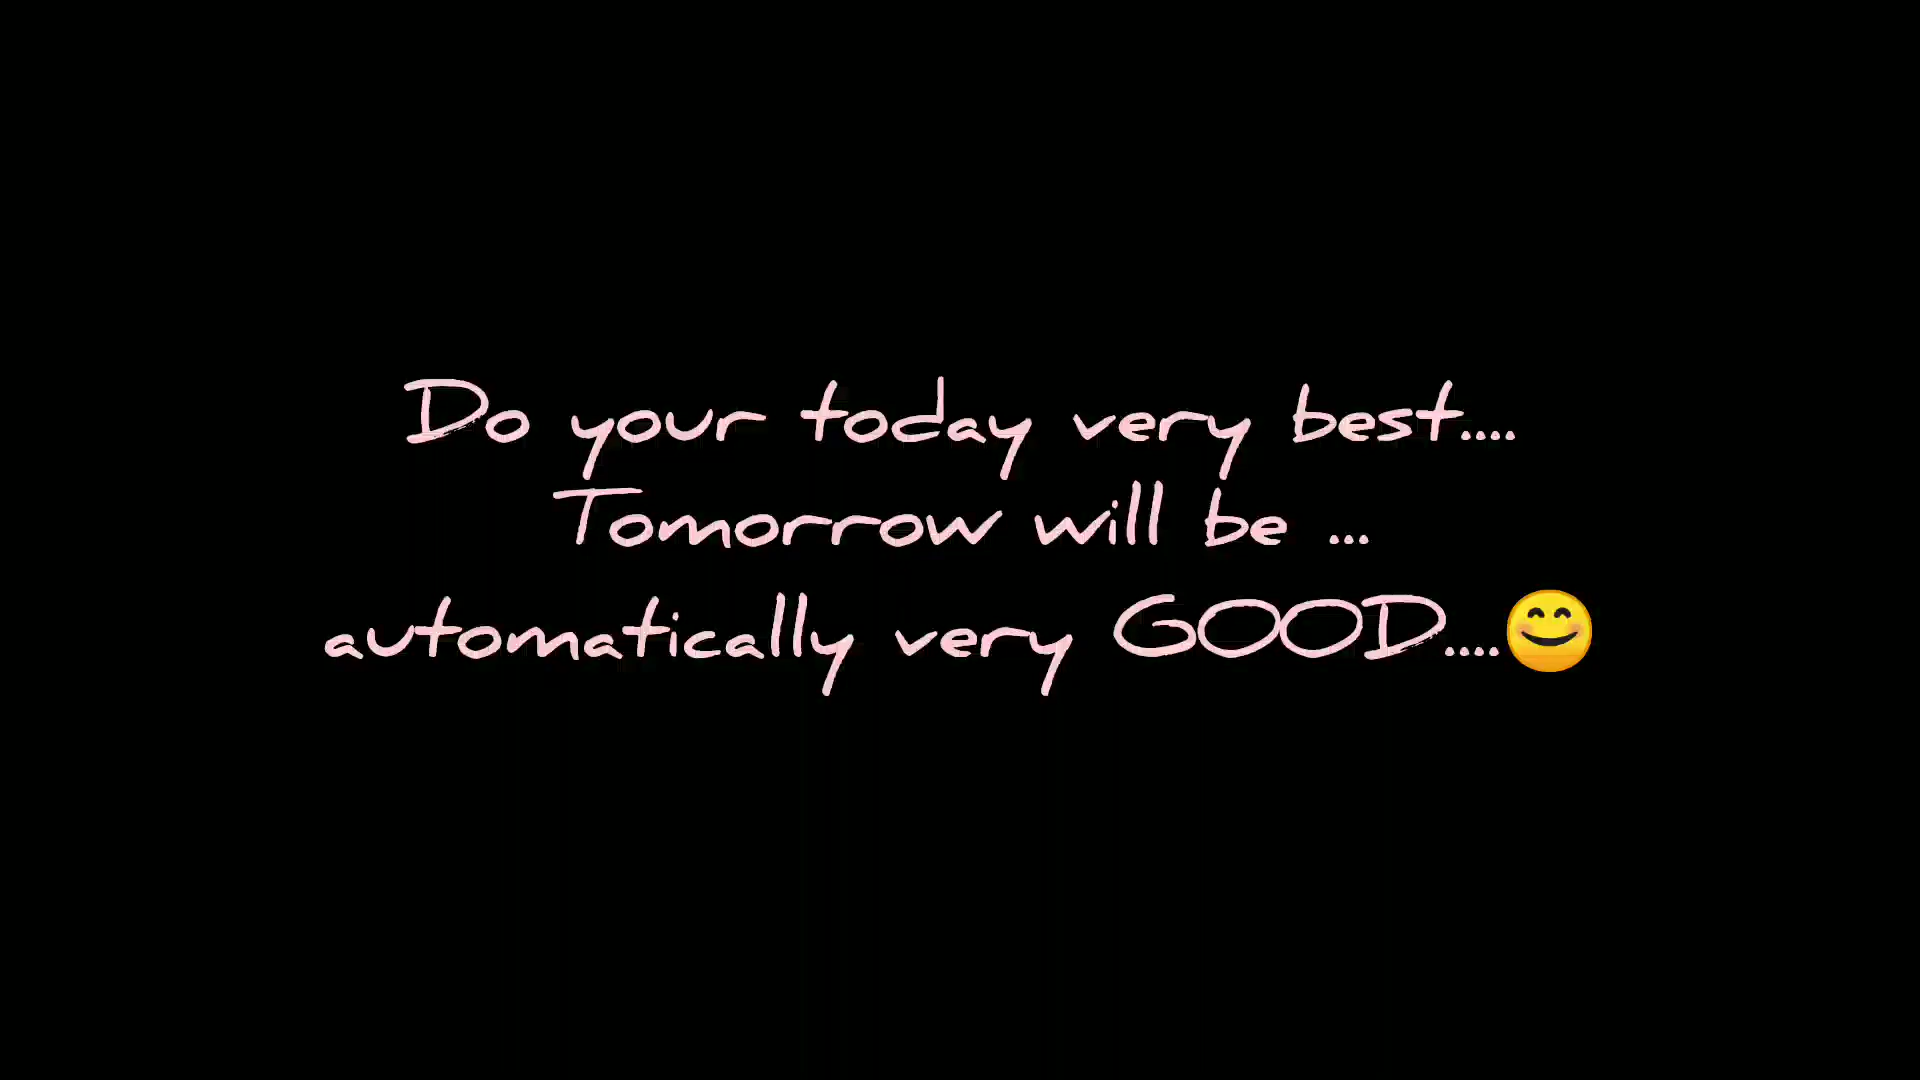 Do your today very best....
Tomorrow will be ...
automatically very GOOD....😊